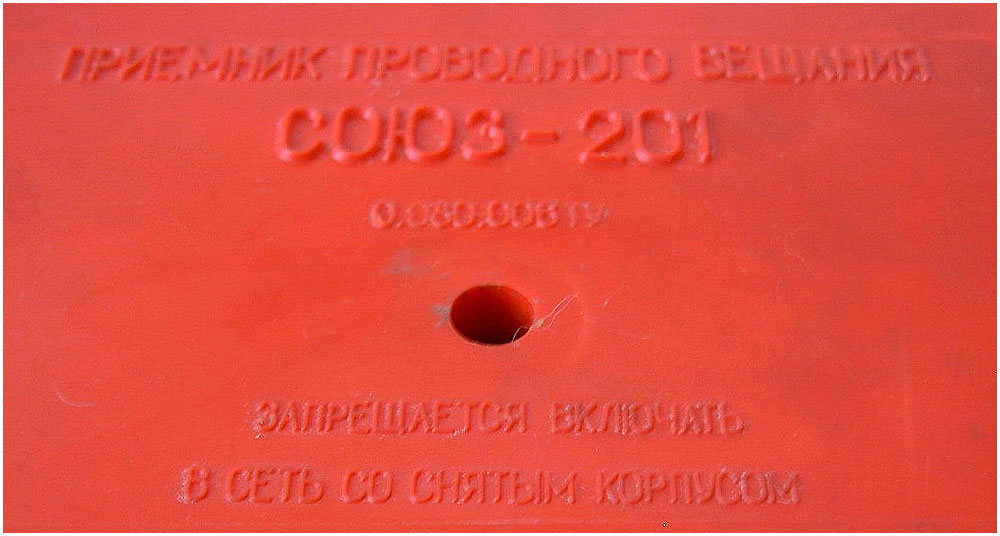 ПРИЕМНИК ПРОВОДНОГО ВЕЩАНИЯ
СОЮЗ-201
ЗАПРЕЩАЕТСЯ ВКЛЮЧАТЬ
В СЕТЬ СО СНЯТЫМ КОРПУСОМ